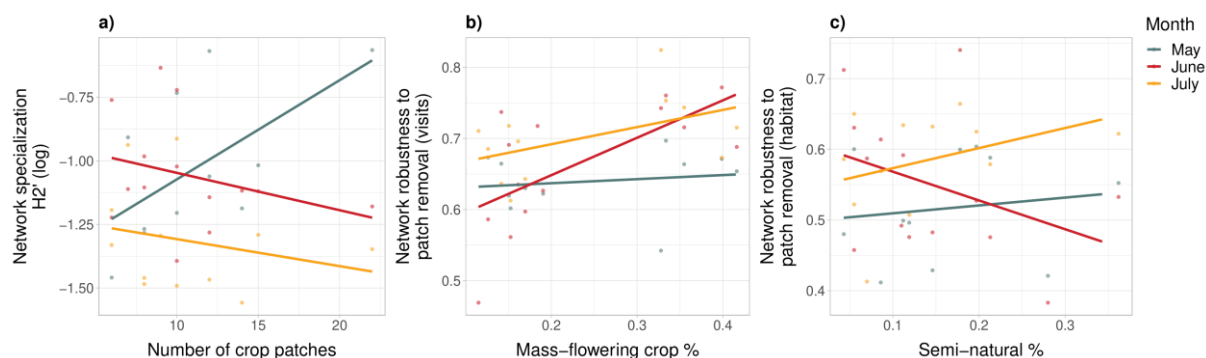 a)
Network specialization
H2' (log)
−0.75
−1.00
−1.25
−1.50
10
15
20
Number of crop patches
b)
Network robustness to
patch removal (visits)
0.8
0.7
0.6
0.5
0.2
0.3
0.4
Mass−flowering crop %
c)
Network robustness to
patch removal (habitat)
0.7
0.6
0.5
0.4
0.1
0.2
0.3
Semi−natural %
Month
May
June
July